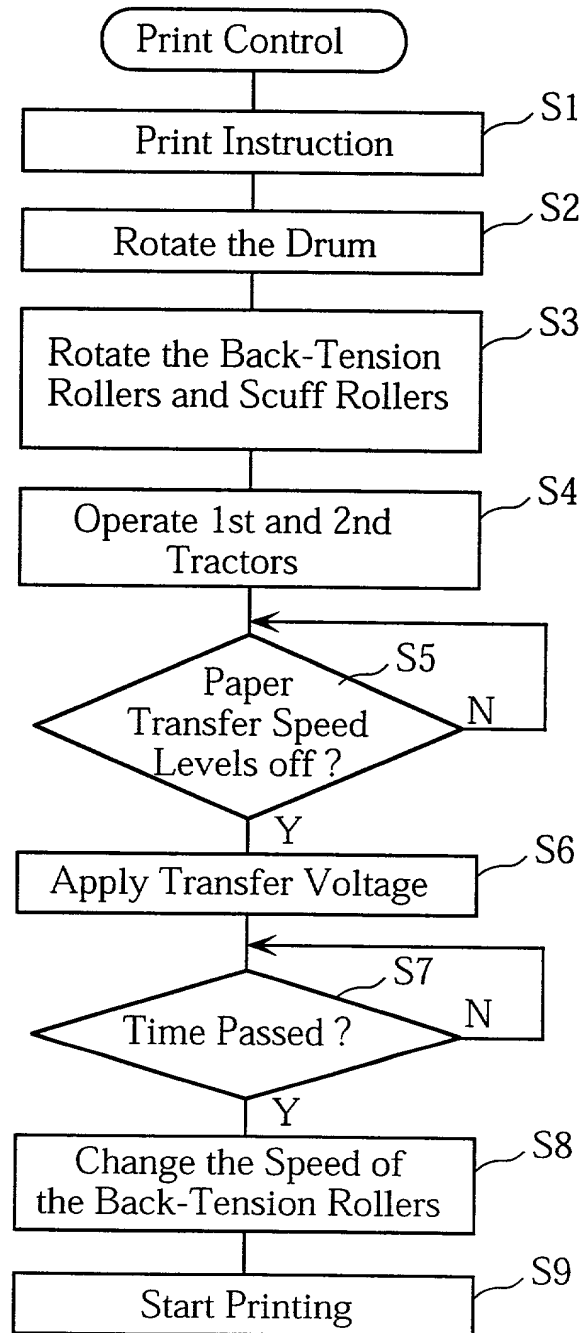 Print Control
S1
Print Instruction
S2
Rotate the Drum
S3
Rotate the Back-Tension
Rollers and Scuff Rollers
S4
Operate 1st and 2nd
Tractors
S5
Paper
Transfer Speed
Levels off ?
N
Y
S6
Apply Transfer Voltage
S7
Time Passed ?
N
Y
S8
Change the Speed of
the Back-Tension Rollers
S9
Start Printing